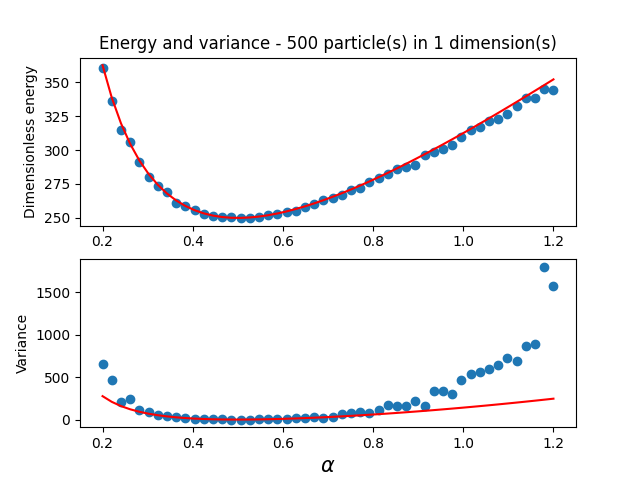 Energy and variance - 500 particle(s) in 1 dimension(s)
Dimensionless energy
350
325
300
275
250
0.2 0.4 0.6 0.8 1.0 1.2
Variance
1500
1000
500
0
0.2 0.4 0.6 0.8 1.0 1.2
α